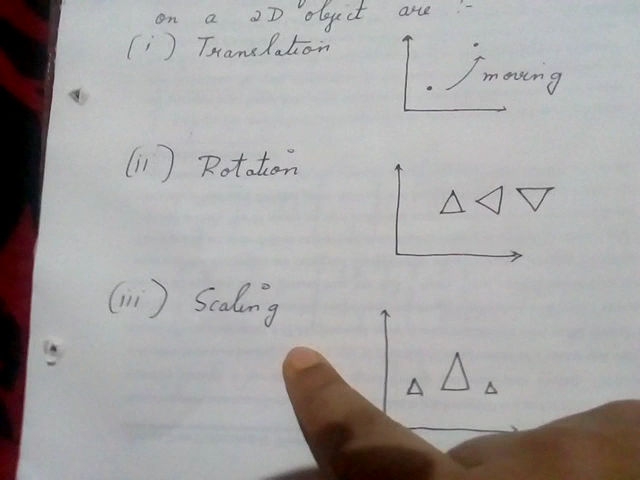 on a 2D object are :-
(i) Translation
moving
(ii) Rotation
(iii) Scaling